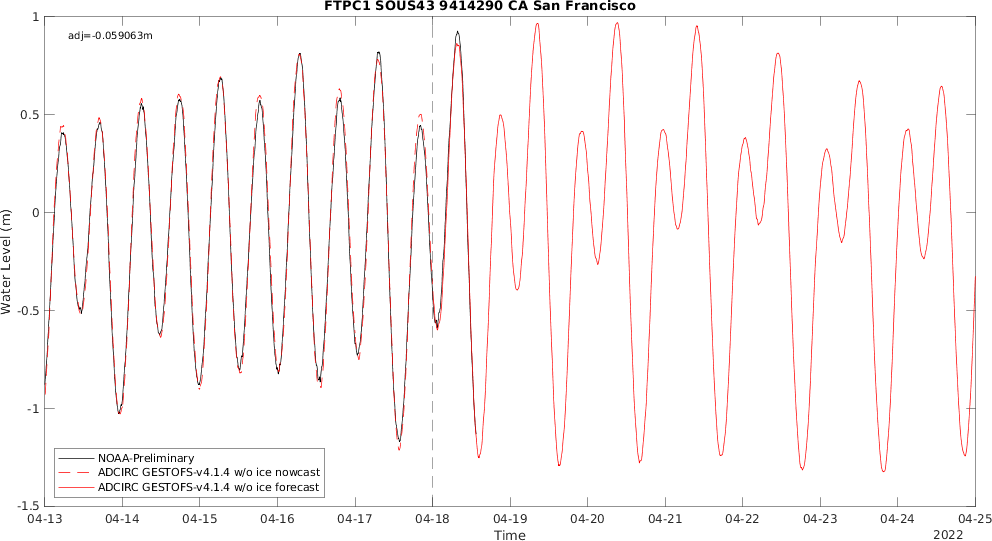 FTPC1 SOUS43 9414290 CA San Francisco
adj=-0.059063m
1
0.5
0
-0.5
-1
-1.5
Water Level (m)
NOAA-Preliminary
ADCIRC GESTOFS-v4.1.4 w/o ice nowcast
ADCIRC GESTOFS-v4.1.4 w/o ice forecast
04-13 04-14 04-15 04-16 04-17 04-18 04-19 04-20 04-21 04-22 04-23 04-24 04-25
Time
2022